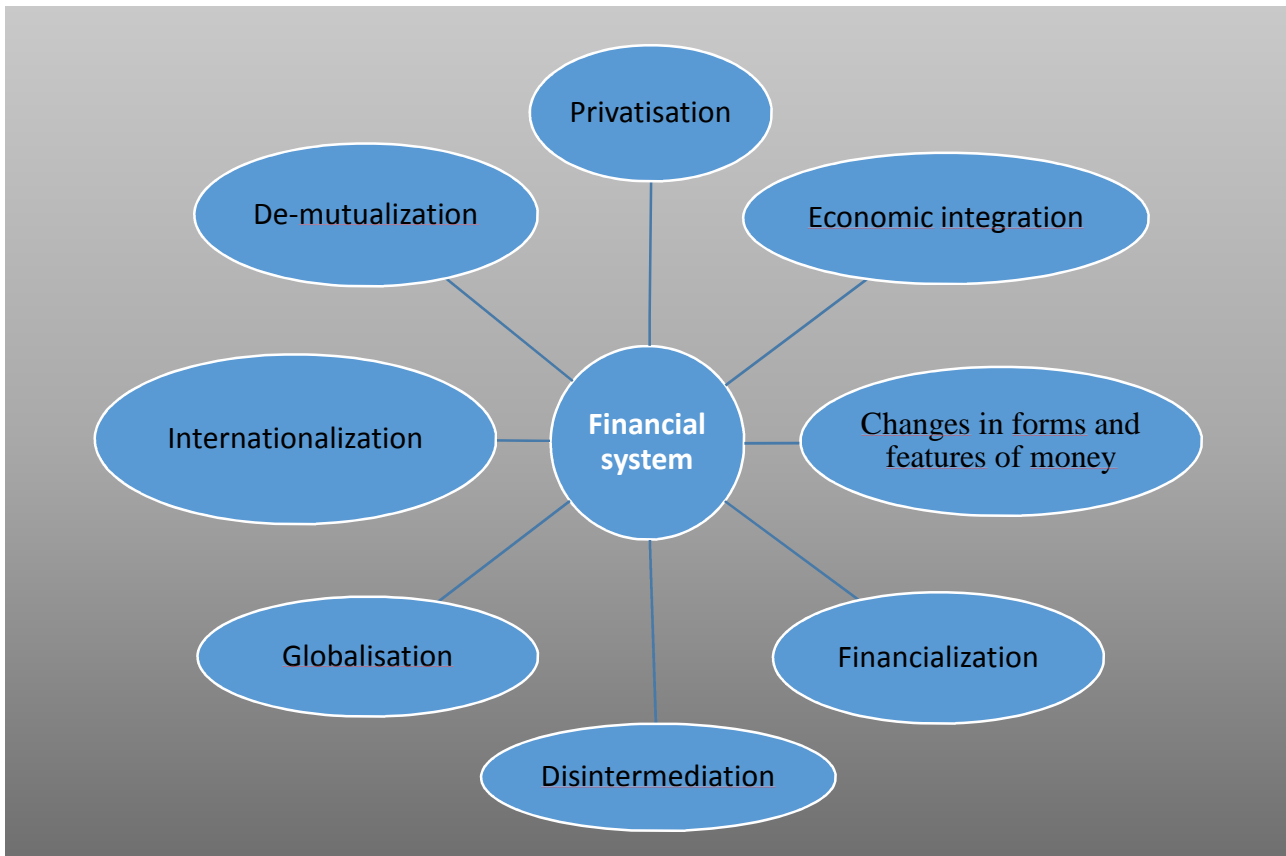 Privatisation
De-mutualization
Economic integration
Internationalization
Financial
system
Changes in forms and
features of money
Globalisation
Financialization
Disintermediation